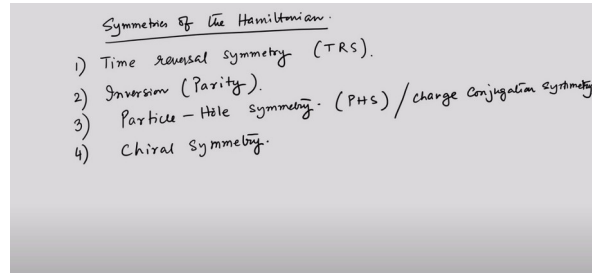 Symmetries of the Hamiltonian.
1) Time reversal symmetry (TRS).
2) Inversion (Parity).
3) Particle-Hole symmetry. (PHS) / charge conjugation symmetry
4) Chiral Symmetry.